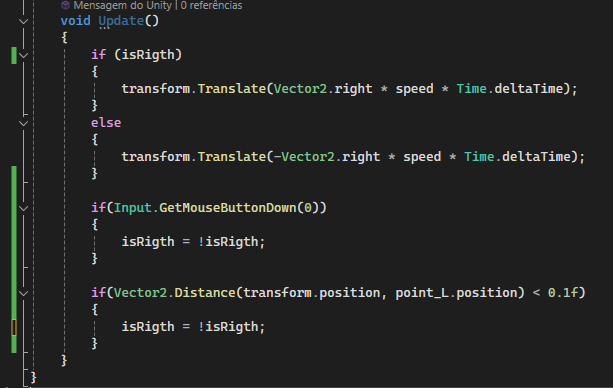 Mensagem do Unity | 0 referências
void Update()
{
if (isRigth)
{
transform.Translate(Vector2.right * speed * Time.deltaTime);
}
else
{
transform.Translate(-Vector2.right * speed * Time.deltaTime);
}
if(Input.GetMouseButtonDown(0))
{
isRigth = !isRigth;
}
if(Vector2.Distance(transform.position, point_L.position) < 0.1f)
{
isRigth = !isRigth;
}
}
}